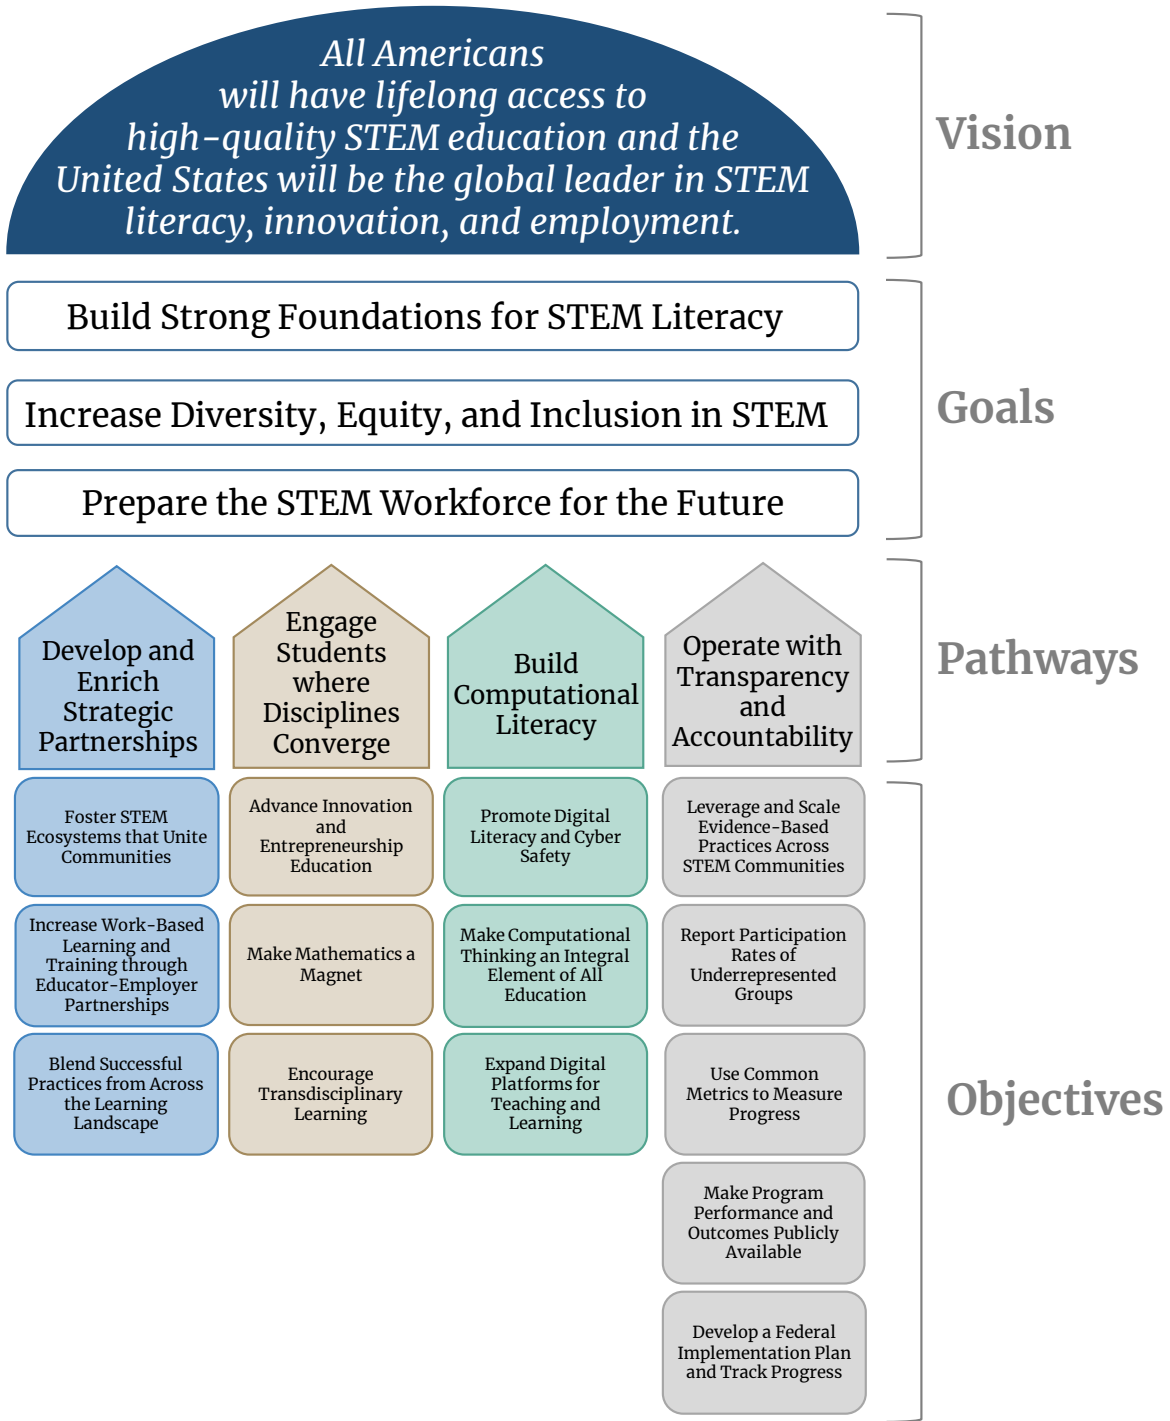 All Americans
will have lifelong access to
high-quality STEM education and the
United States will be the global leader in STEM
literacy, innovation, and employment.
Vision
Build Strong Foundations for STEM Literacy
Increase Diversity, Equity, and Inclusion in STEM
Prepare the STEM Workforce for the Future
Goals
Develop and
Enrich
Strategic
Partnerships
Engage
Students
where
Disciplines
Converge
Build
Computational
Literacy
Operate with
Transparency
and
Accountability
Pathways
Foster STEM
Ecosystems that Unite
Communities
Advance Innovation
and
Entrepreneurship
Education
Promote Digital
Literacy and Cyber
Safety
Leverage and Scale
Evidence-Based
Practices Across
STEM Communities
Increase Work-Based
Learning and
Training through
Educator-Employer
Partnerships
Make Mathematics a
Magnet
Make Computational
Thinking an Integral
Element of All
Education
Report Participation
Rates of
Underrepresented
Groups
Blend Successful
Practices from Across
the Learning
Landscape
Encourage
Transdisciplinary
Learning
Expand Digital
Platforms for
Teaching and
Learning
Use Common
Metrics to Measure
Progress
Objectives
Make Program
Performance and
Outcomes Publicly
Available
Develop a Federal
Implementation Plan
and Track Progress